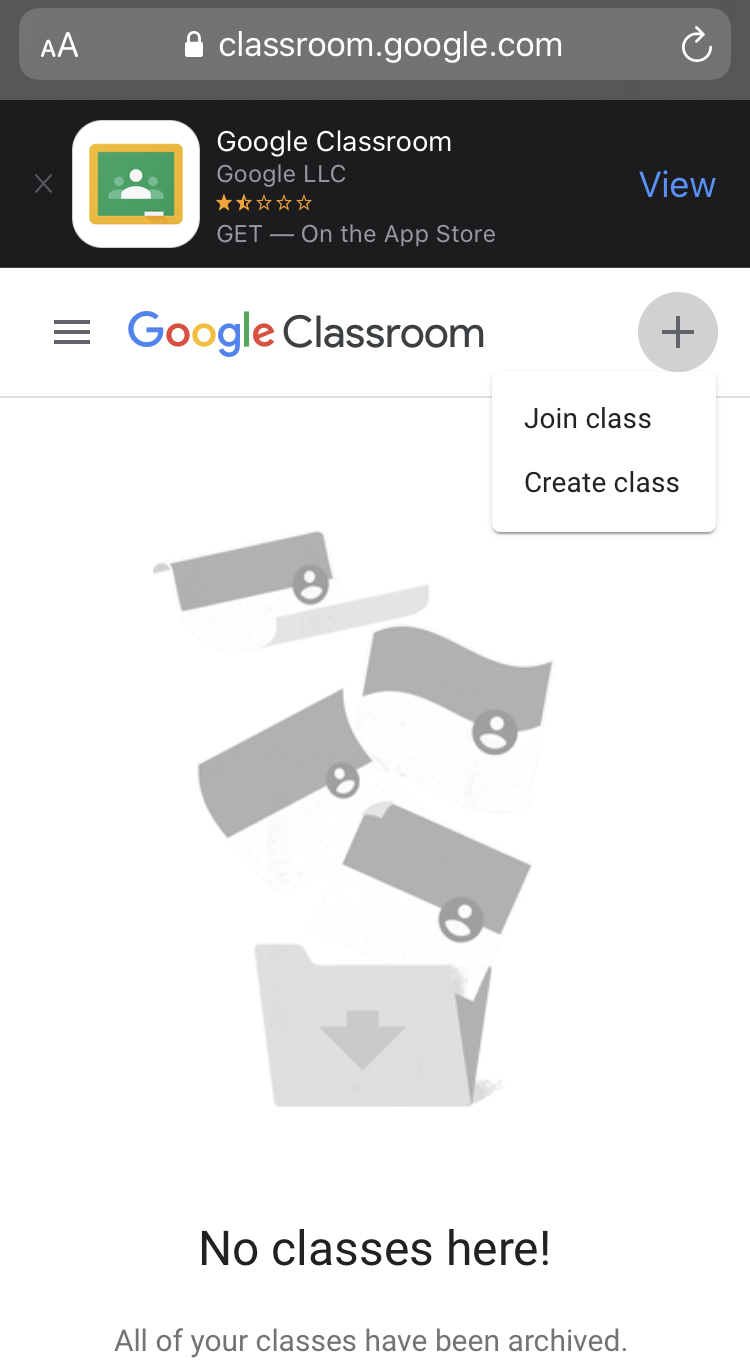 AA classroom.google.com
Google Classroom
Google LLC
GET — On the App Store
View
Google Classroom
Join class
Create class
No classes here!
All of your classes have been archived.